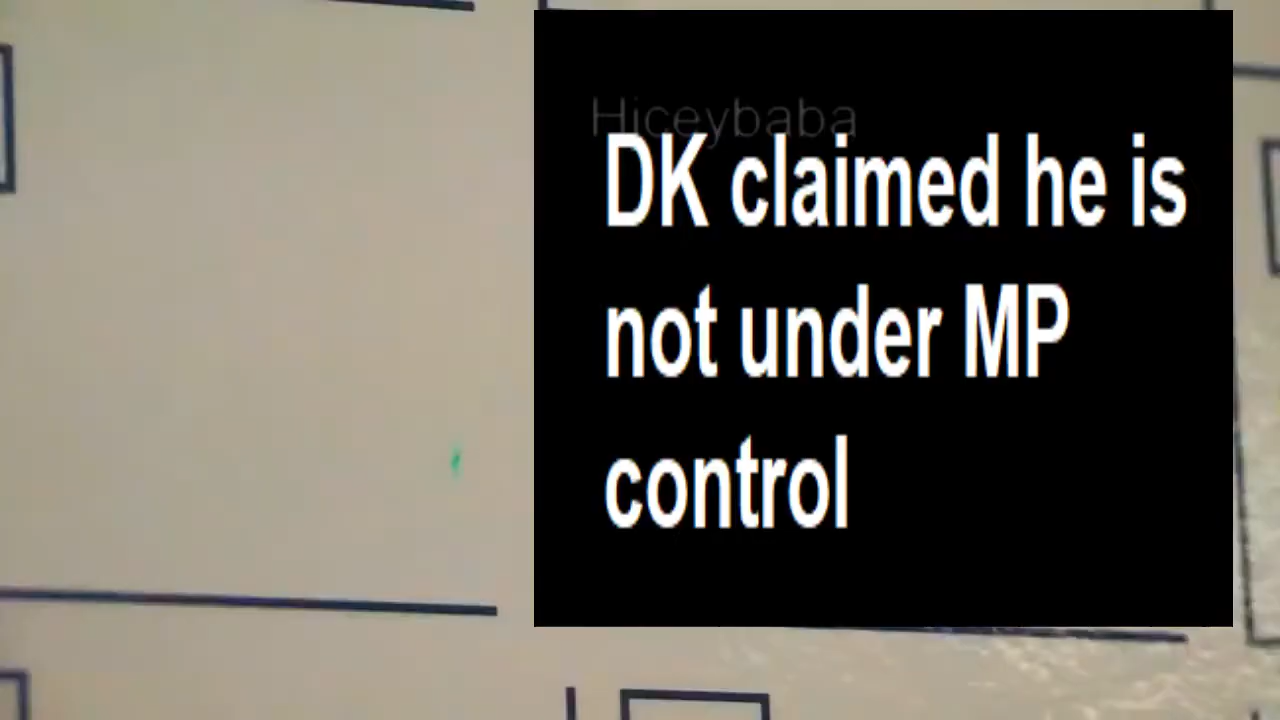 Hiceybaba
DK claimed he is
not under MP
control